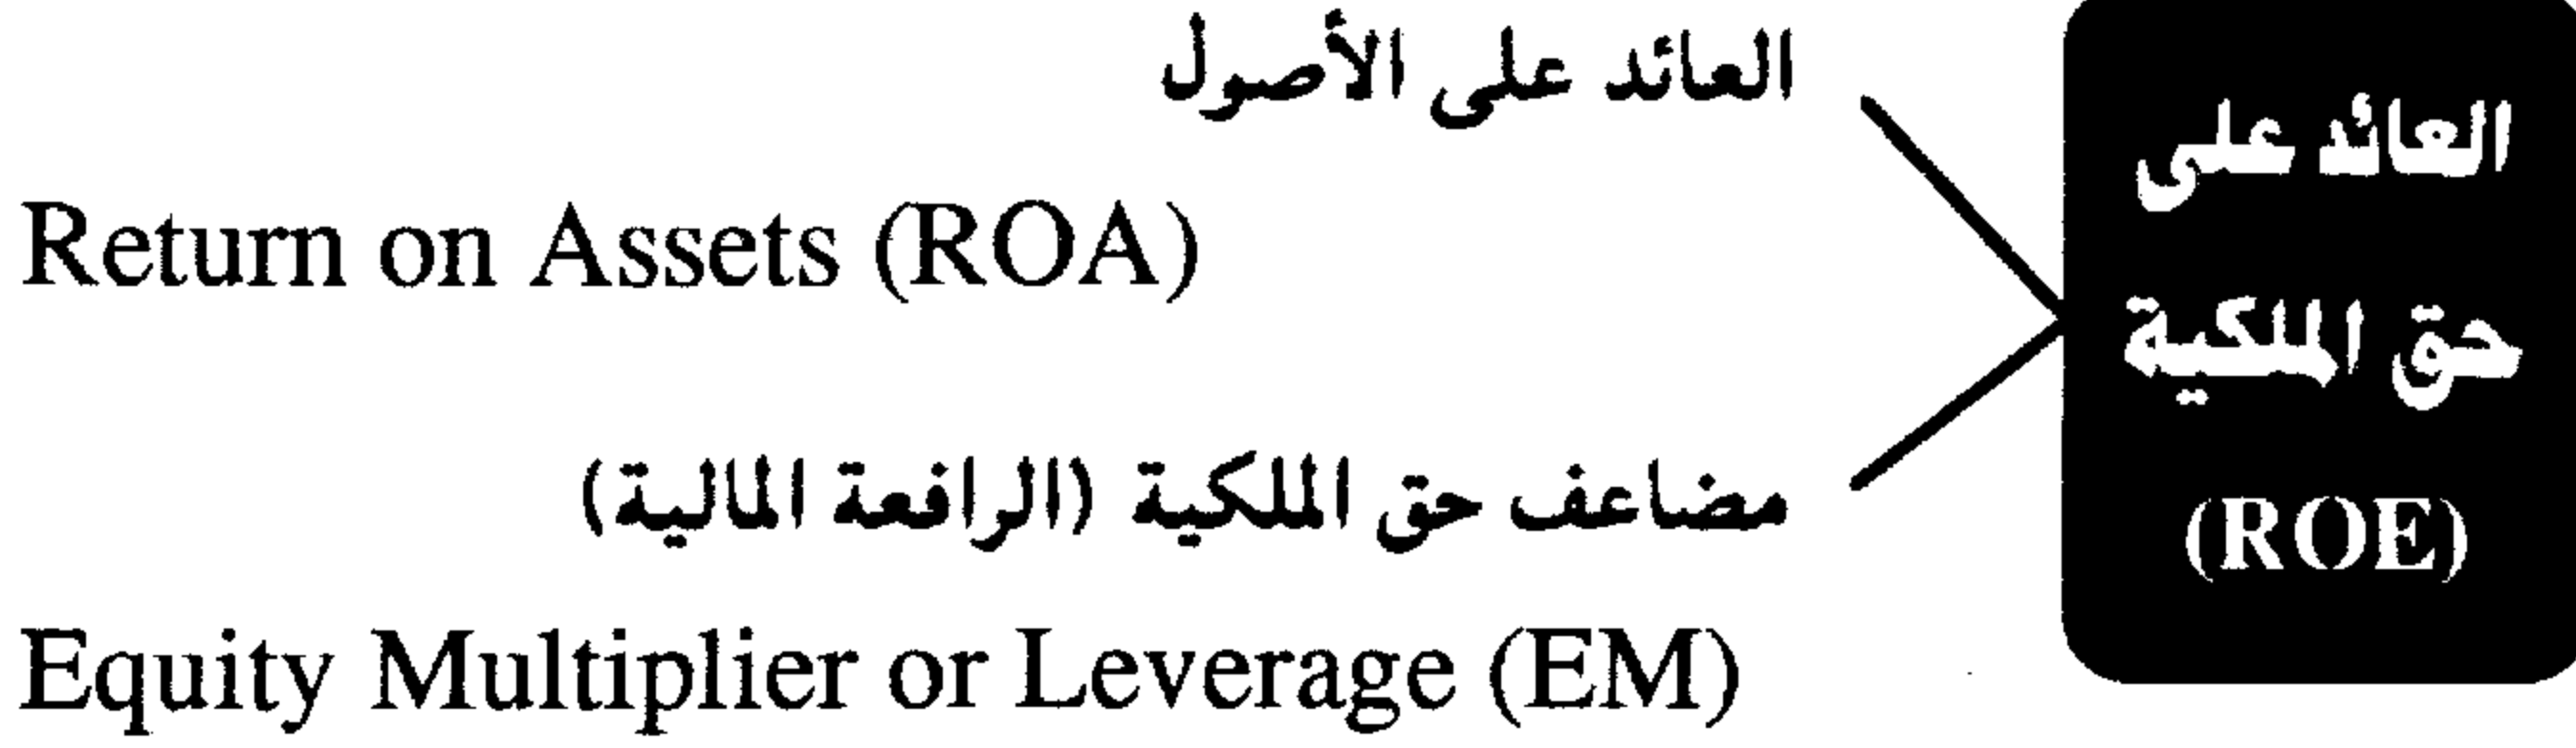 العائد على
حق الملكية
(ROE)
العائد على الأصول
Return on Assets (ROA)
مضاعف حق الملكية (الرافعة المالية)
Equity Multiplier or Leverage (EM)